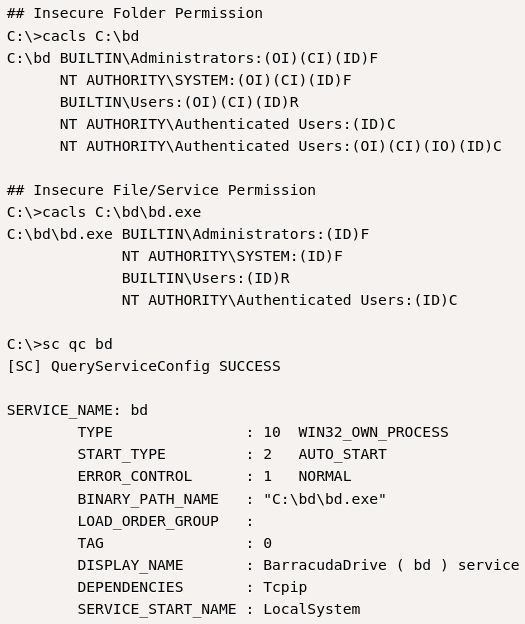 ## Insecure Folder Permission
C:\>cacls C:\bd
C:\bd BUILTIN\Administrators:(OI)(CI)(ID)F
      NT AUTHORITY\SYSTEM:(OI)(CI)(ID)F
      BUILTIN\Users:(OI)(CI)(ID)R
      NT AUTHORITY\Authenticated Users:(ID)C
      NT AUTHORITY\Authenticated Users:(OI)(CI)(IO)(ID)C

## Insecure File/Service Permission
C:\>cacls C:\bd\bd.exe
C:\bd\bd.exe BUILTIN\Administrators:(ID)F
             NT AUTHORITY\SYSTEM:(ID)F
             BUILTIN\Users:(ID)R
             NT AUTHORITY\Authenticated Users:(ID)C

C:\>sc qc bd
[SC] QueryServiceConfig SUCCESS

SERVICE_NAME: bd
        TYPE               : 10  WIN32_OWN_PROCESS
        START_TYPE         : 2   AUTO_START
        ERROR_CONTROL      : 1   NORMAL
        BINARY_PATH_NAME   : "C:\bd\bd.exe"
        LOAD_ORDER_GROUP   :
        TAG                : 0
        DISPLAY_NAME       : BarracudaDrive ( bd ) service
        DEPENDENCIES       : Tcpip
        SERVICE_START_NAME : LocalSystem